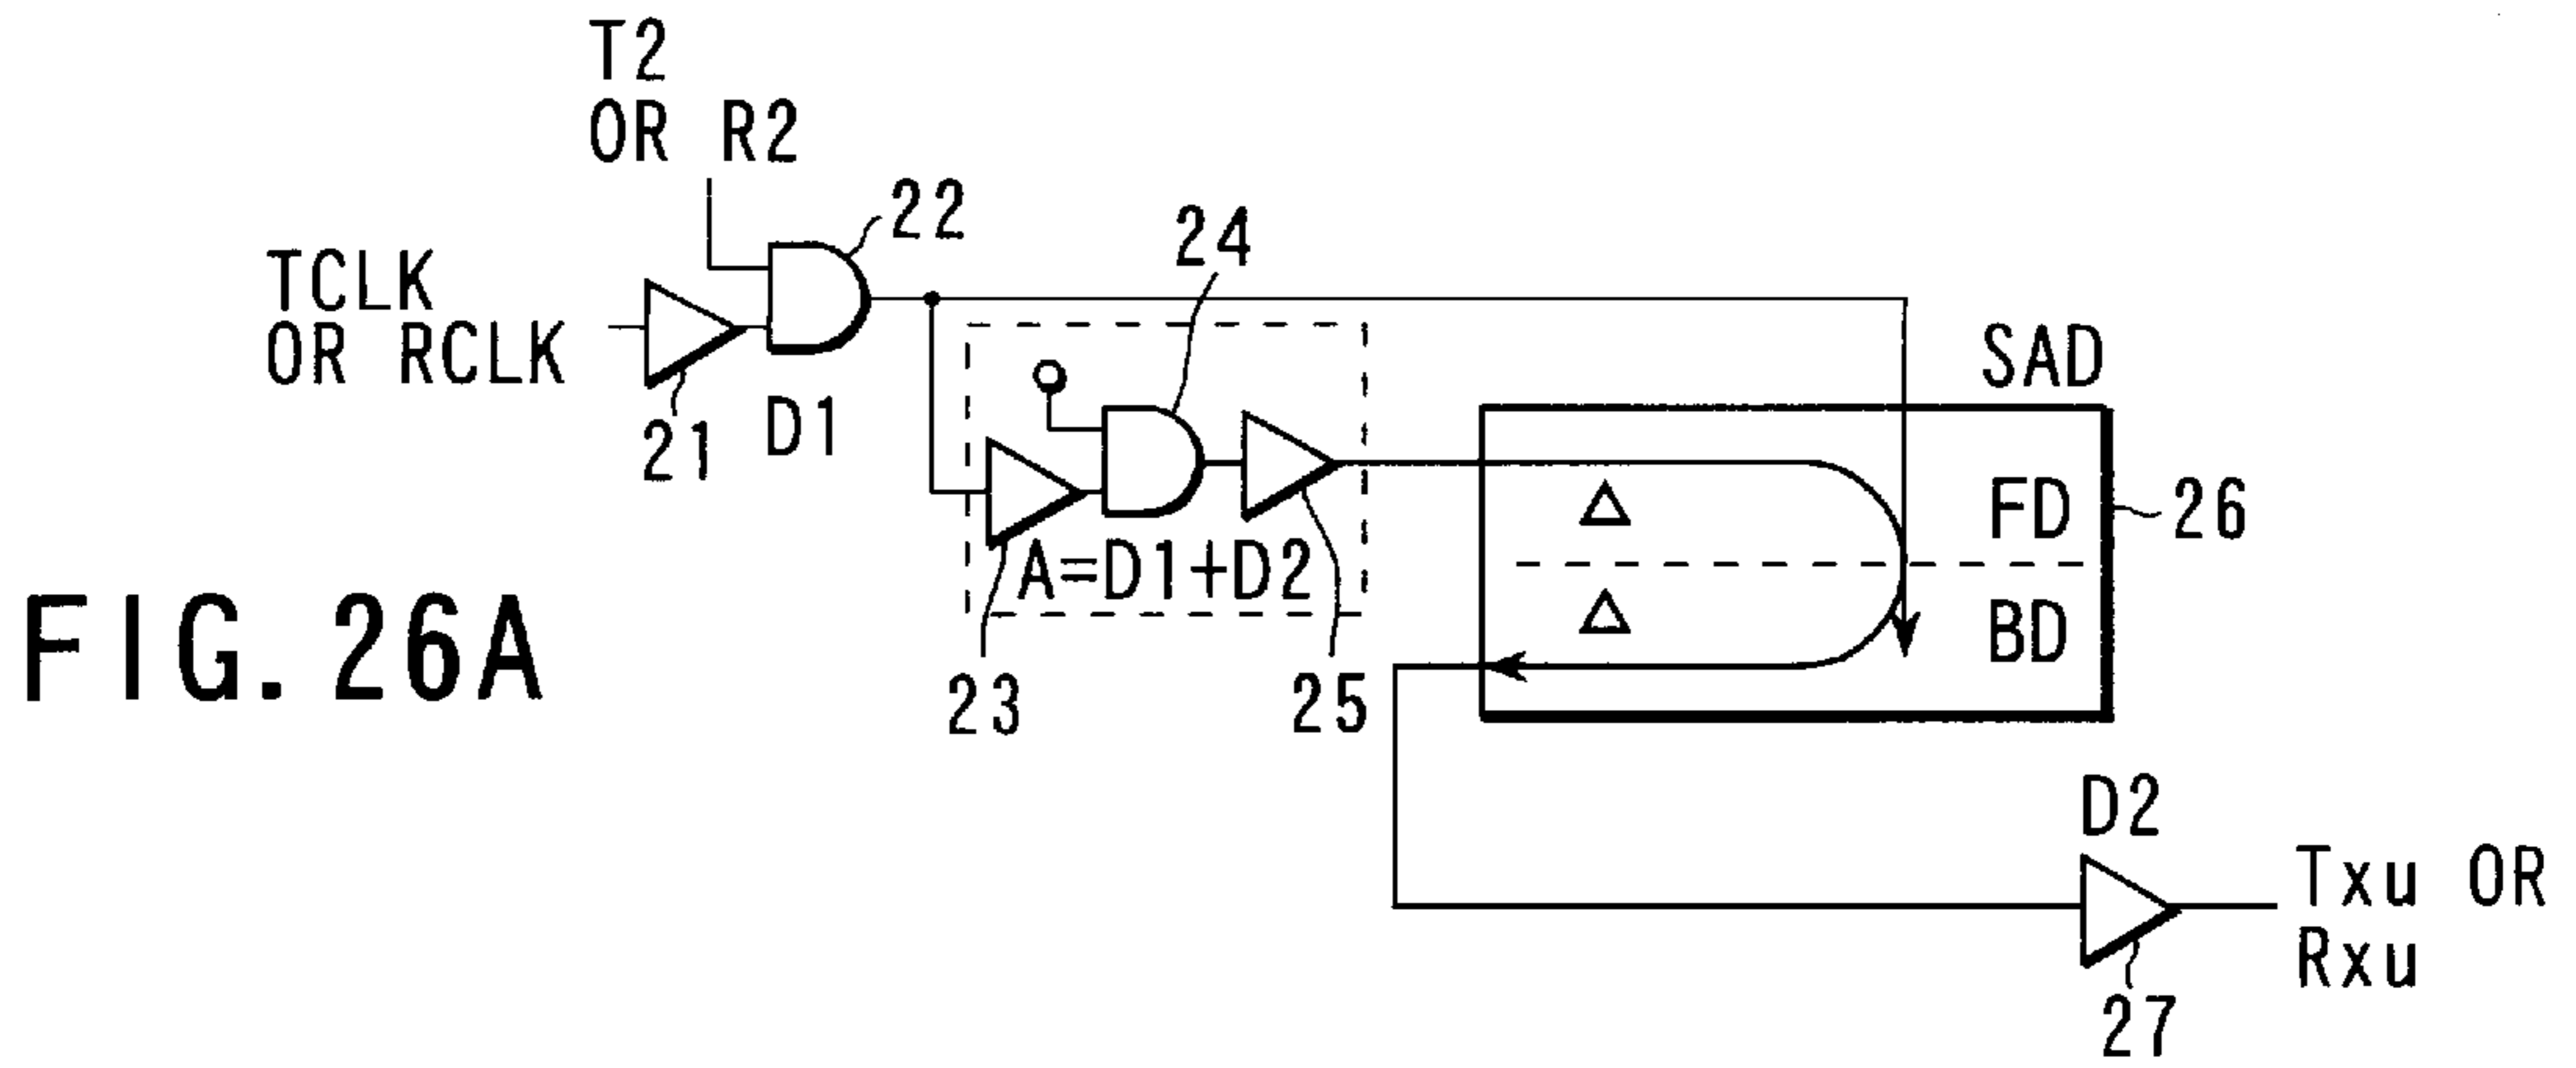 T2
OR R2
22
24
TCLK
OR RCLK
SAD
21
D1
Δ
FD
26
A=D1+D2
Δ
BD
FIG. 26A
23
25
D2
Txu OR
Rxu
27